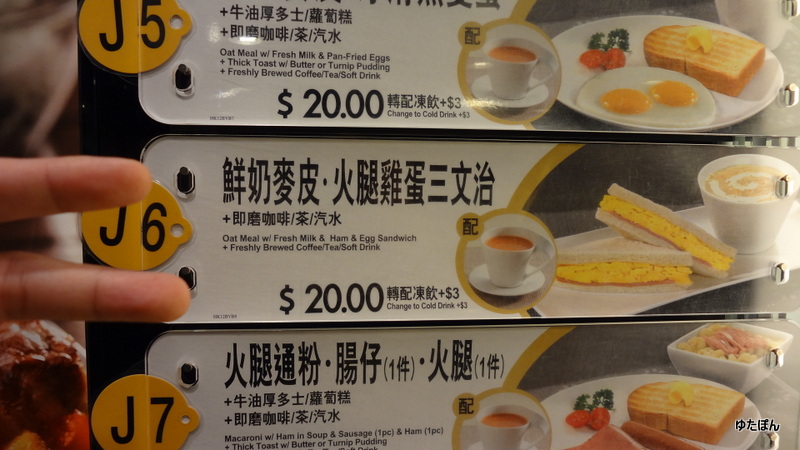 J5
+牛油厚多士/蘿蔔糕
+即磨咖啡/茶/汽水
配
Oat Meal w/ Fresh Milk & Pan-Fried Eggs
+ Thick Toast w/ Butter or Turnip Pudding
+ Freshly Brewed Coffee/Tea/Soft Drink
$20.00 轉配凍飲+$3
Change to Cold Drink +$3
J6
鮮奶麥皮·火腿雞蛋三文治
+即磨咖啡/茶/汽水
配
Oat Meal w/ Fresh Milk & Ham & Egg Sandwich
+ Freshly Brewed Coffee/Tea/Soft Drink
$20.00 轉配凍飲+$3
Change to Cold Drink +$3
J7
火腿通粉·腸仔(1件)·火腿(1件)
+牛油厚多士/蘿蔔糕
+即磨咖啡/茶/汽水
配
Macaroni w/ Ham in Soup & Sausage (1pc) & Ham (1pc)
+ Thick Toast w/ Butter or Turnip Pudding
ゆたぽん